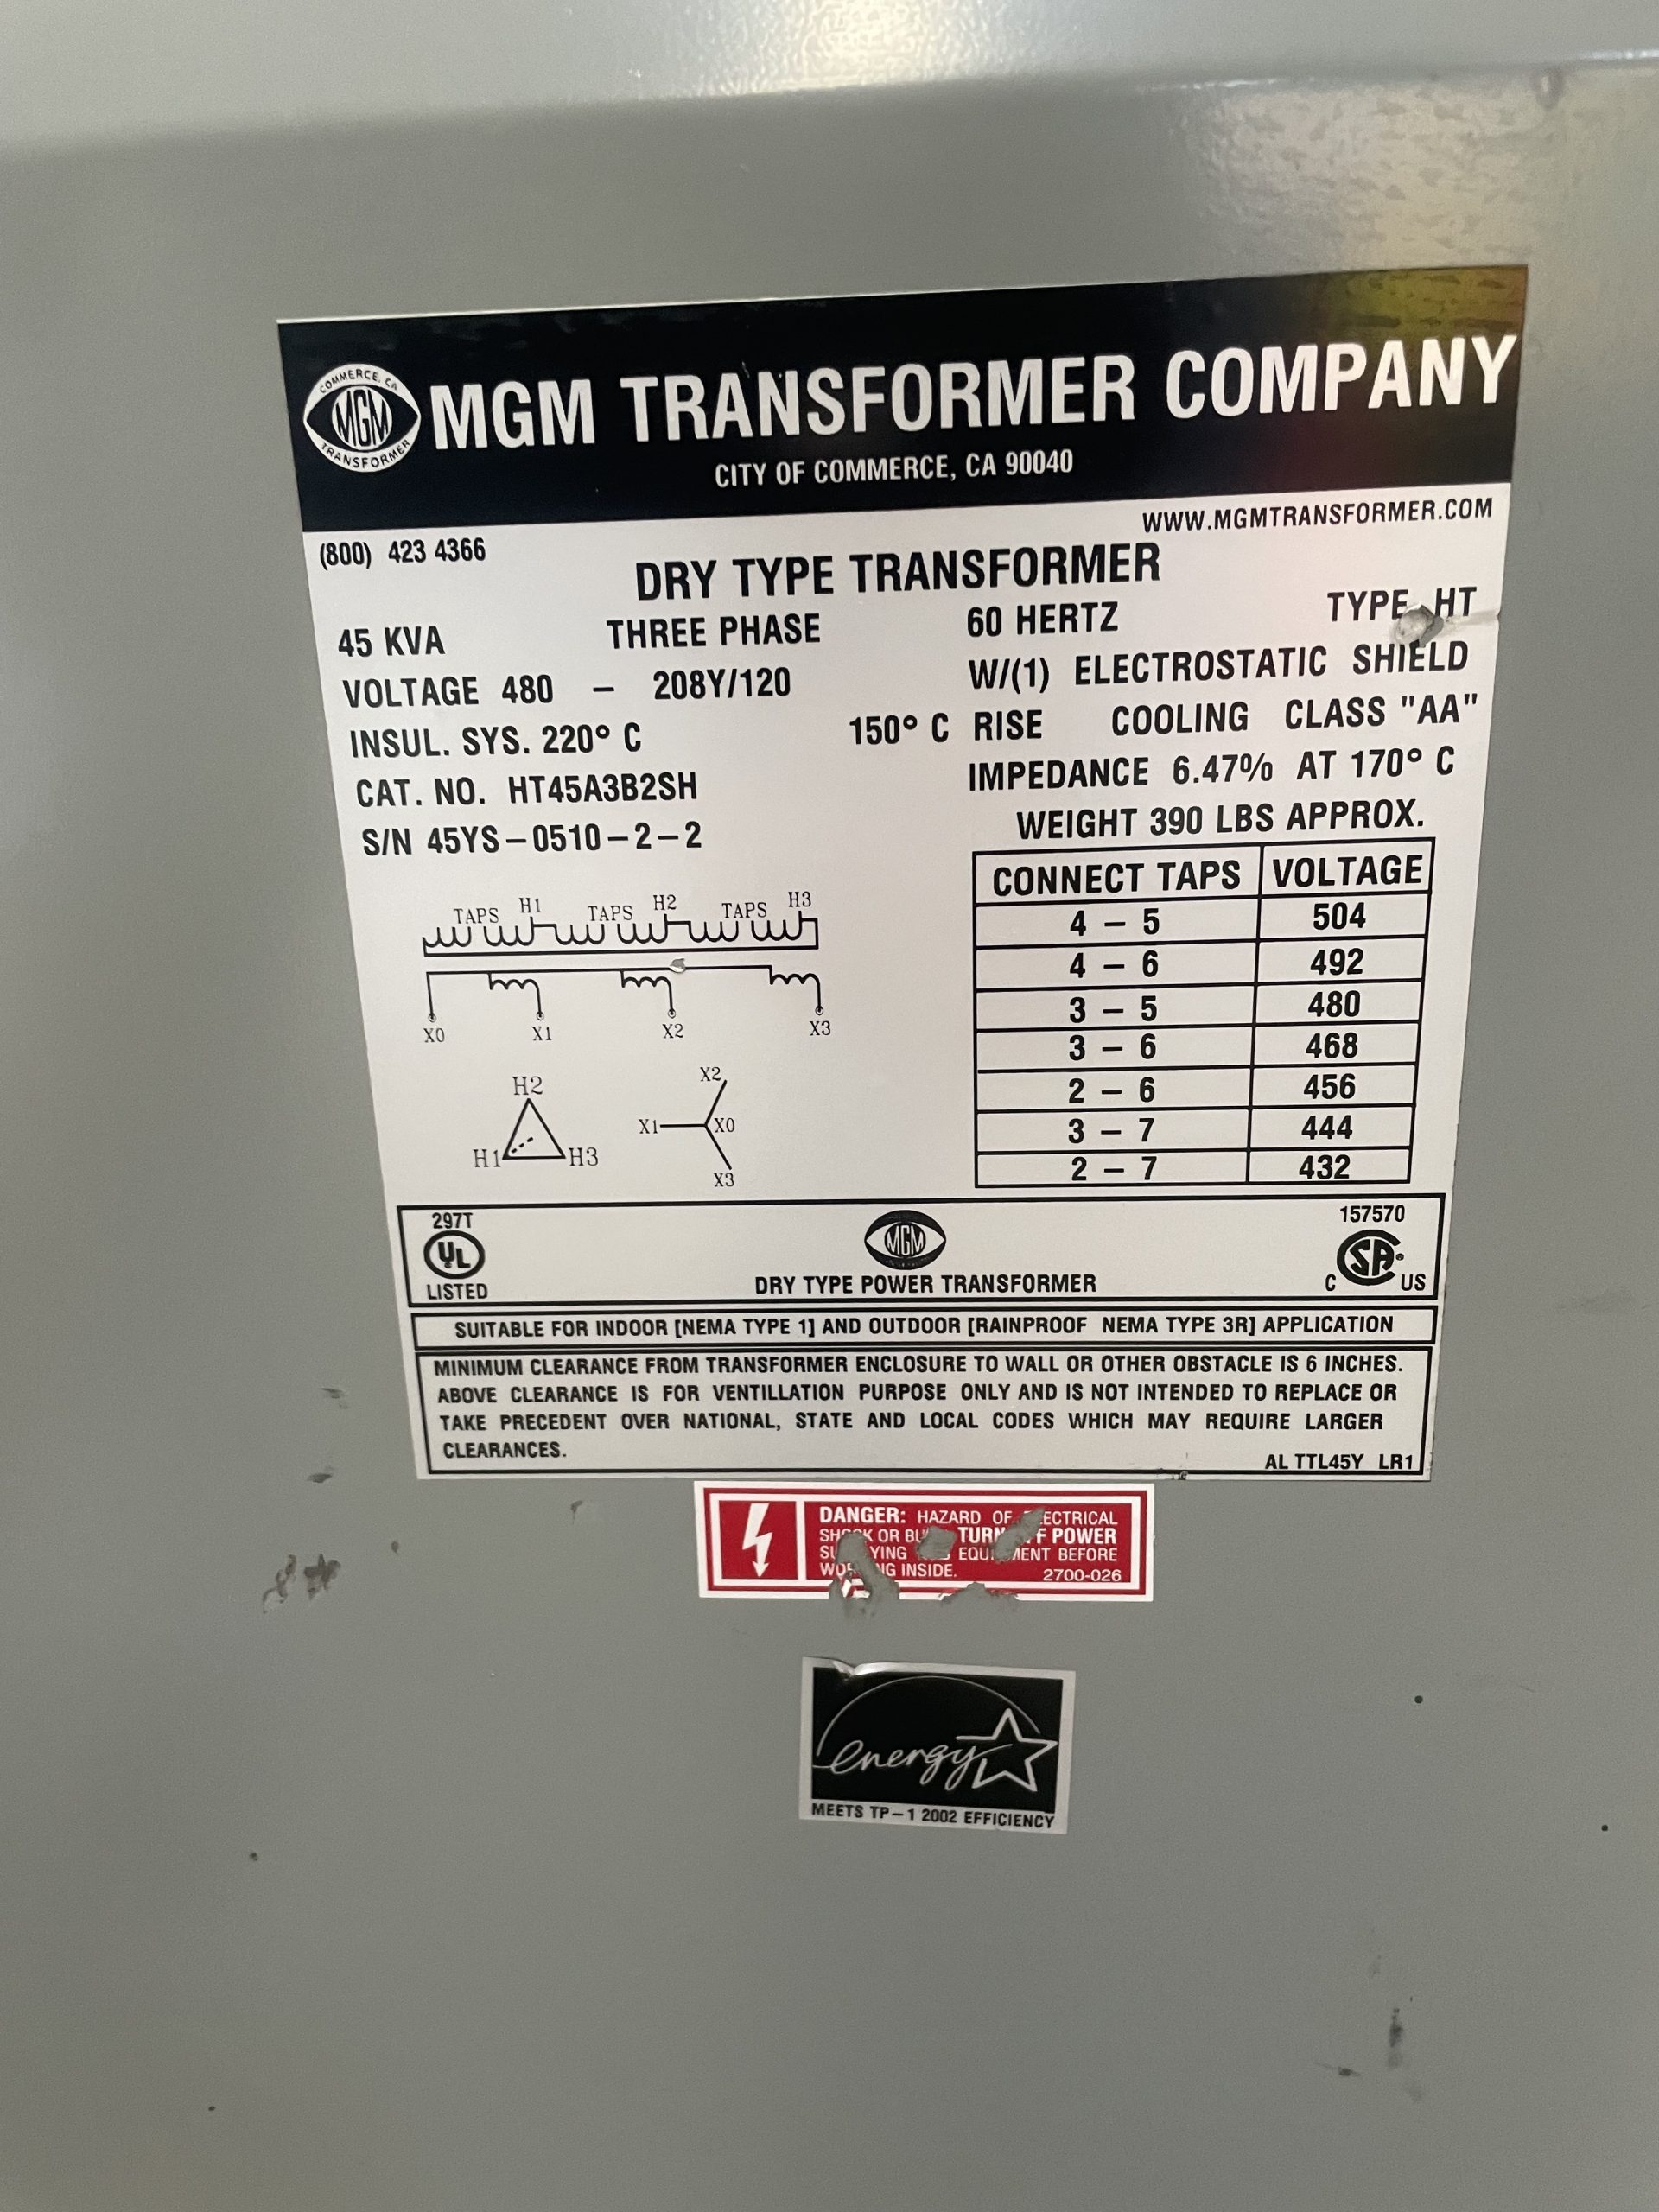 COMMERCE, CA
MGM
TRANSFORMER
MGM TRANSFORMER COMPANY
CITY OF COMMERCE, CA 90040
WWW.MGMTRANSFORMER.COM
(800) 423 4366
DRY TYPE TRANSFORMER
45 KVA THREE PHASE 60 HERTZ TYPE HT
VOLTAGE 480 – 208Y/120 W/(1) ELECTROSTATIC SHIELD
INSUL. SYS. 220° C 150° C RISE COOLING CLASS "AA"
CAT. NO. HT45A3B2SH IMPEDANCE 6.47% AT 170° C
S/N 45YS–0510–2–2 WEIGHT 390 LBS APPROX.
TAPS H1 TAPS H2 TAPS H3
X0 X1 X2 X3
H2
H1 H3
X2
X1 X0
X3
CONNECT TAPS VOLTAGE
4 – 5 504
4 – 6 492
3 – 5 480
3 – 6 468
2 – 6 456
3 – 7 444
2 – 7 432
297T
UL
LISTED
MGM
DRY TYPE POWER TRANSFORMER
157570
SA
C US
SUITABLE FOR INDOOR [NEMA TYPE 1] AND OUTDOOR [RAINPROOF NEMA TYPE 3R] APPLICATION
MINIMUM CLEARANCE FROM TRANSFORMER ENCLOSURE TO WALL OR OTHER OBSTACLE IS 6 INCHES.
ABOVE CLEARANCE IS FOR VENTILLATION PURPOSE ONLY AND IS NOT INTENDED TO REPLACE OR
TAKE PRECEDENT OVER NATIONAL, STATE AND LOCAL CODES WHICH MAY REQUIRE LARGER
CLEARANCES.
AL TTL45Y LR1
DANGER: HAZARD OF ECTRICAL
OR TURN POWER
BEFORE
INSIDE. 2700-026
energy
MEETS TP–1 2002 EFFICIENCY